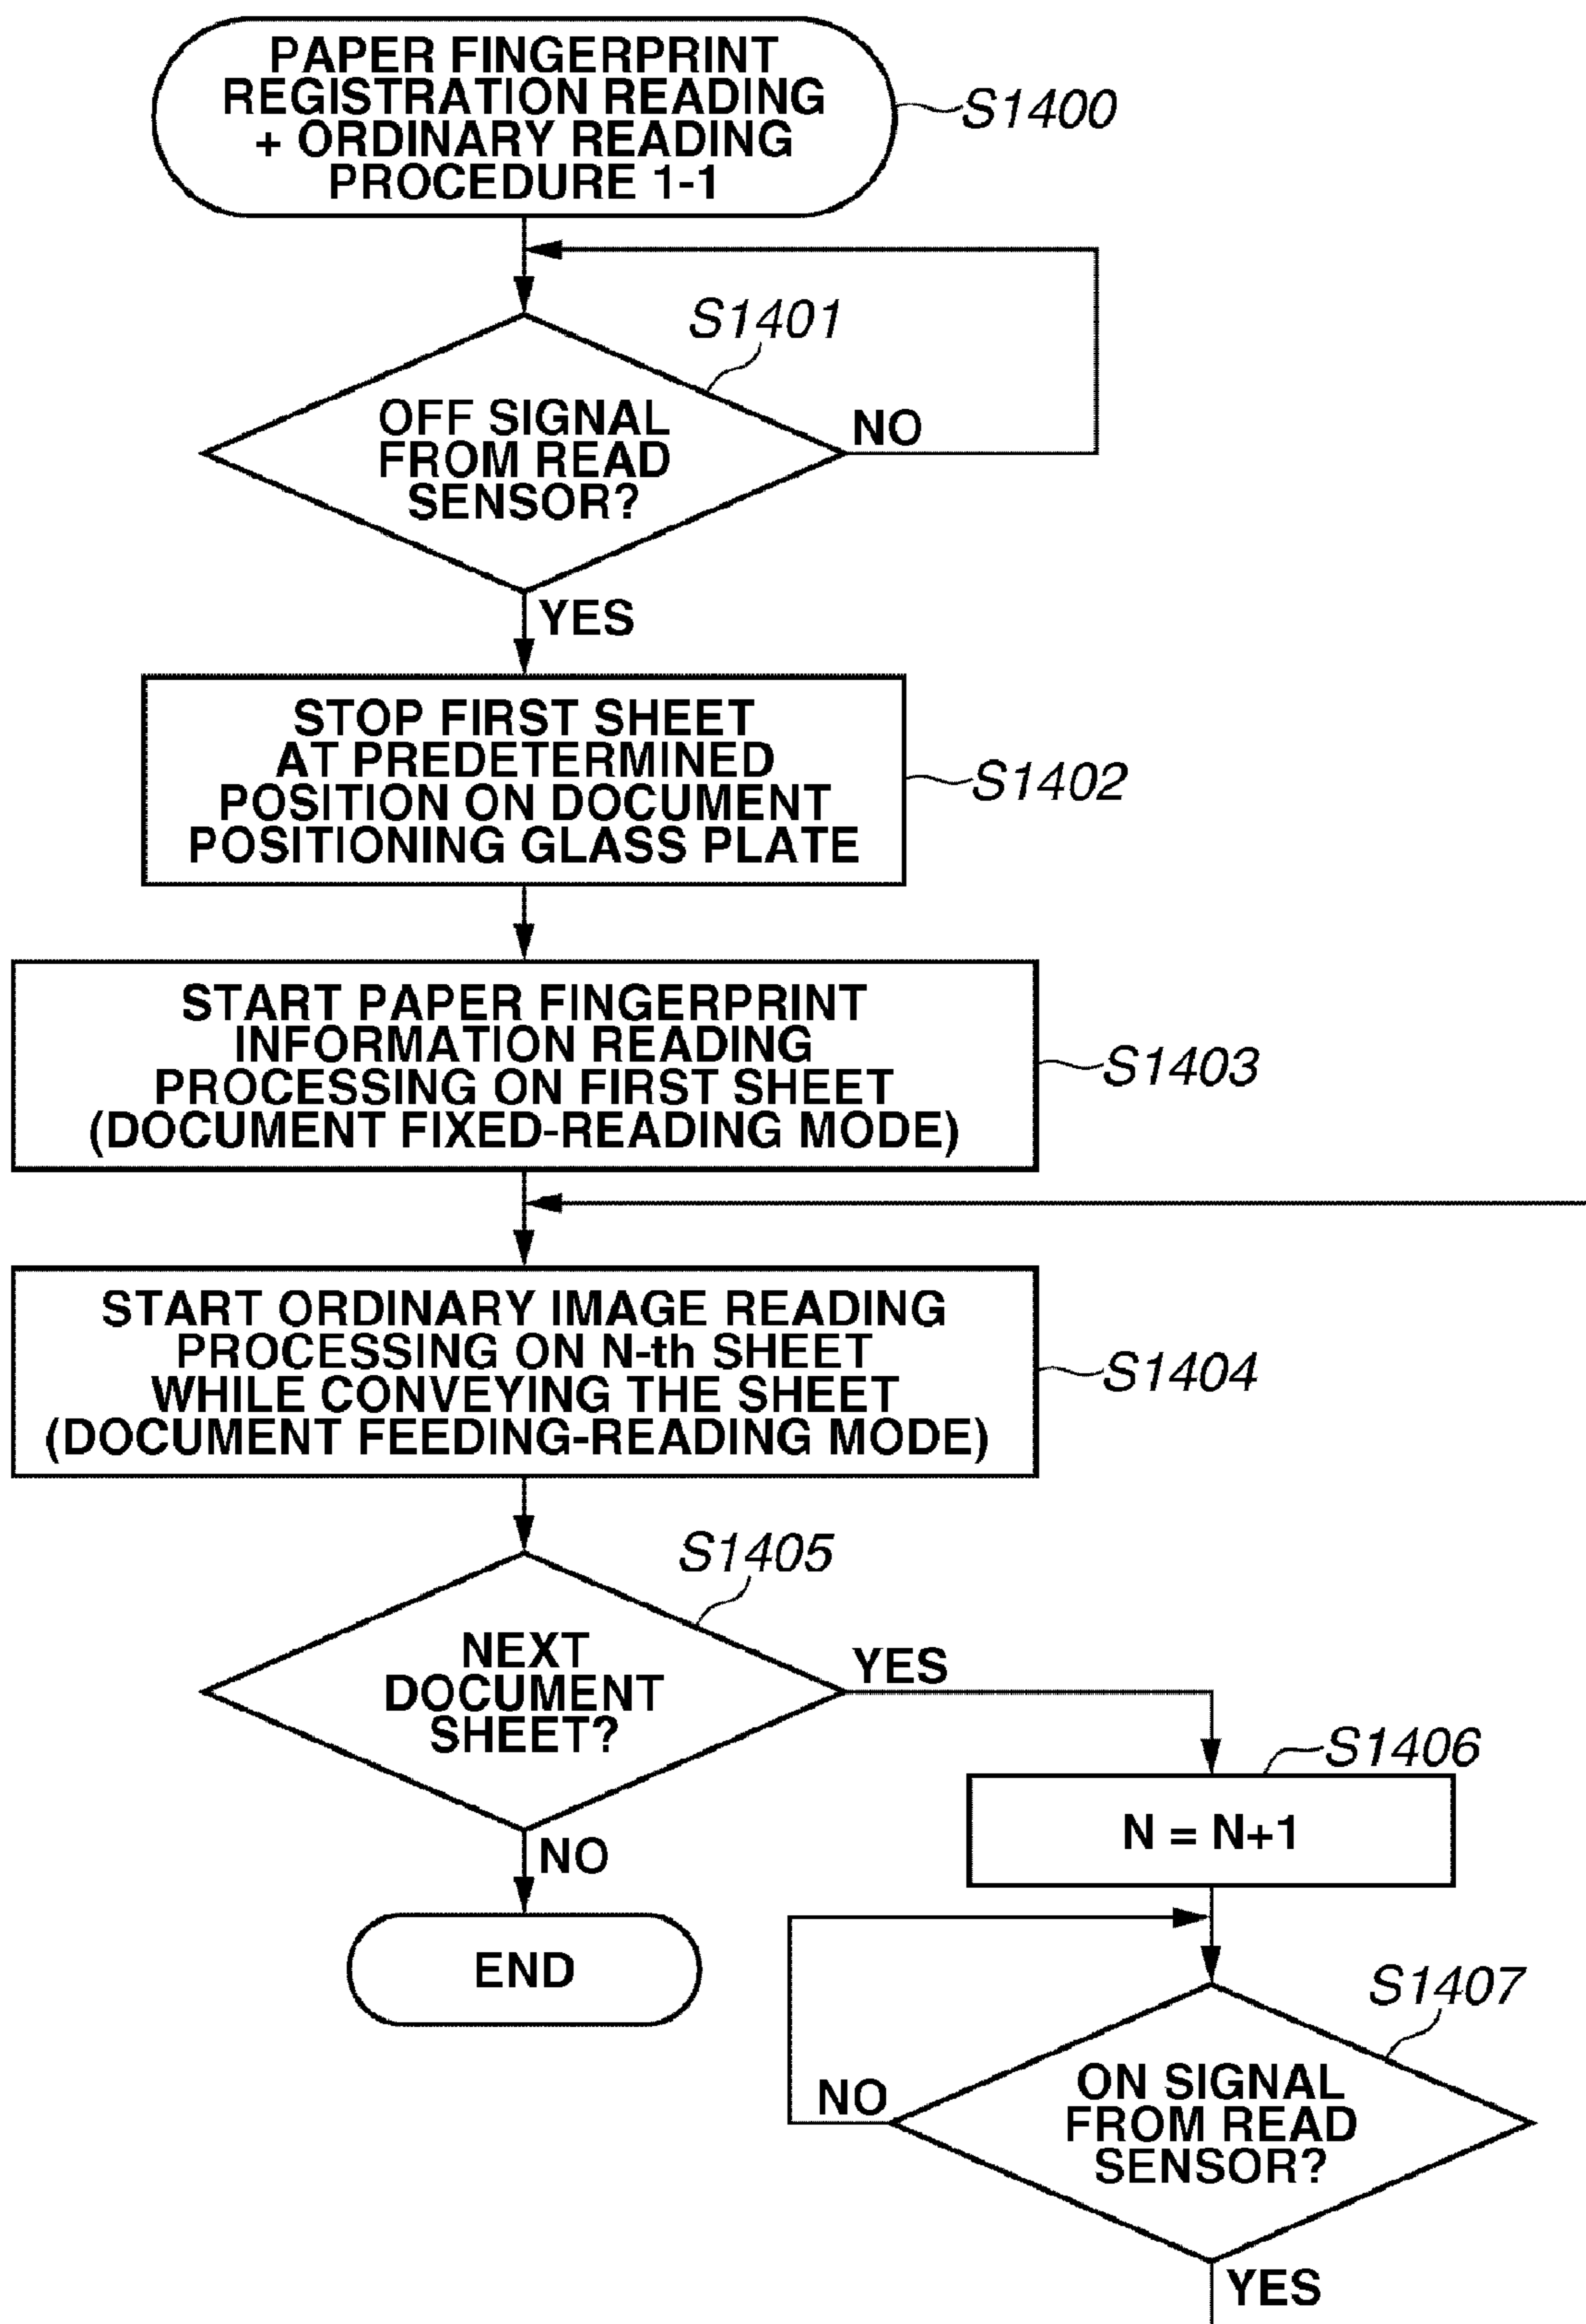 PAPER FINGERPRINT
REGISTRATION READING
+ ORDINARY READING
PROCEDURE 1-1
S1400
S1401
OFF SIGNAL
FROM READ
SENSOR?
NO
YES
STOP FIRST SHEET
AT PREDETERMINED
POSITION ON DOCUMENT
POSITIONING GLASS PLATE
S1402
START PAPER FINGERPRINT
INFORMATION READING
PROCESSING ON FIRST SHEET
(DOCUMENT FIXED-READING MODE)
S1403
START ORDINARY IMAGE READING
PROCESSING ON N-th SHEET
WHILE CONVEYING THE SHEET
(DOCUMENT FEEDING-READING MODE)
S1404
S1405
NEXT
DOCUMENT
SHEET?
YES
S1406
N = N+1
NO
END
S1407
ON SIGNAL
FROM READ
SENSOR?
NO
YES